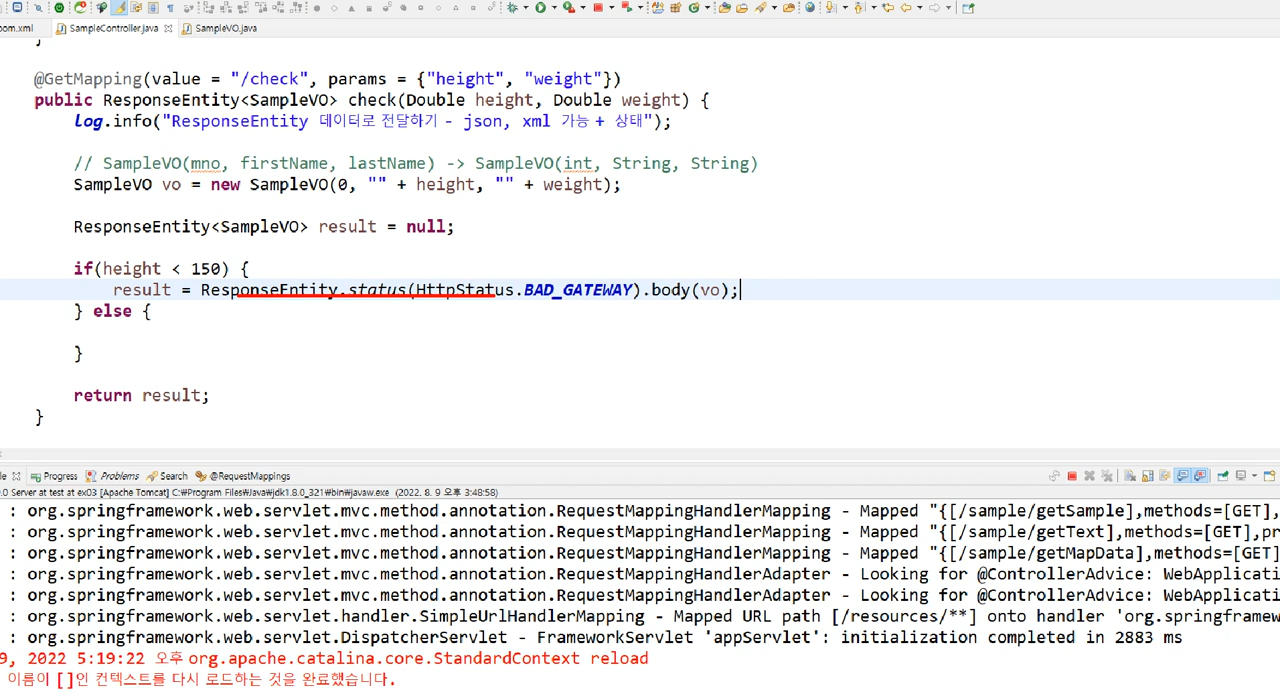 oom.xml SampleController.java SampleVO.java
}
@GetMapping(value = "/check", params = {"height", "weight"})
public ResponseEntity<SampleVO> check(Double height, Double weight) {
log.info("ResponseEntity 데이터로 전달하기 - json, xml 가능 + 상태");
// SampleVO(mno, firstName, lastName) -> SampleVO(int, String, String)
SampleVO vo = new SampleVO(0, "" + height, "" + weight);
ResponseEntity<SampleVO> result = null;
if(height < 150) {
result = ResponseEntity.status(HttpStatus.BAD_GATEWAY).body(vo);
} else {
}
return result;
}
le Progress Problems Search @RequestMappings
.0 Server at test at ex03 [Apache Tomcat] C:₩Program Files₩Java₩jdk1.8.0_321₩bin₩javaw.exe (2022. 8. 9 오후 3:48:58)
: org.springframework.web.servlet.mvc.method.annotation.RequestMappingHandlerMapping - Mapped "{[/sample/getSample],methods=[GET],
: org.springframework.web.servlet.mvc.method.annotation.RequestMappingHandlerMapping - Mapped "{[/sample/getText],methods=[GET],pr
: org.springframework.web.servlet.mvc.method.annotation.RequestMappingHandlerMapping - Mapped "{[/sample/getMapData],methods=[GET]
: org.springframework.web.servlet.mvc.method.annotation.RequestMappingHandlerAdapter - Looking for @ControllerAdvice: WebApplicati
: org.springframework.web.servlet.mvc.method.annotation.RequestMappingHandlerAdapter - Looking for @ControllerAdvice: WebApplicati
: org.springframework.web.servlet.handler.SimpleUrlHandlerMapping - Mapped URL path [/resources/**] onto handler 'org.springframew
: org.springframework.web.servlet.DispatcherServlet - FrameworkServlet 'appServlet': initialization completed in 2883 ms
9, 2022 5:19:22 오후 org.apache.catalina.core.StandardContext reload
이름이 []인 컨텍스트를 다시 로드하는 것을 완료했습니다.